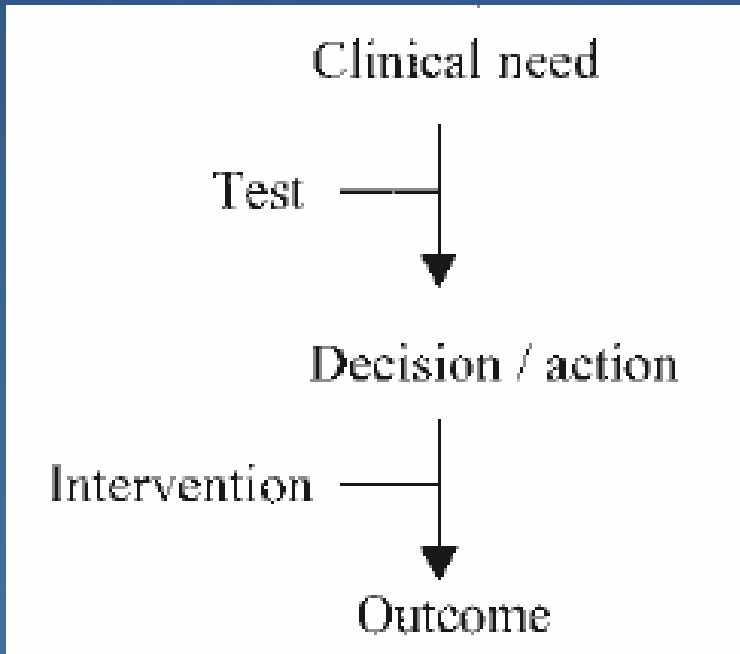 Clinical need
Test
Decision / action
Intervention
Outcome